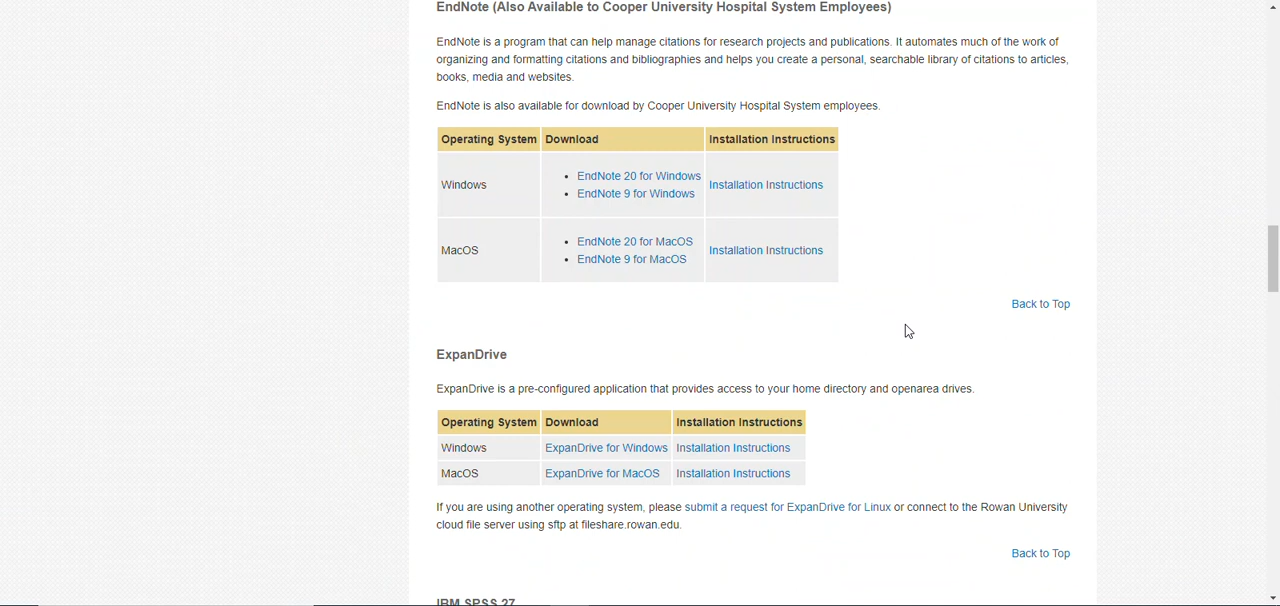 EndNote (Also Available to Cooper University Hospital System Employees)
EndNote is a program that can help manage citations for research projects and publications. It automates much of the work of
organizing and formatting citations and bibliographies and helps you create a personal, searchable library of citations to articles,
books, media and websites.
EndNote is also available for download by Cooper University Hospital System employees.
Operating System Download Installation Instructions
Windows
• EndNote 20 for Windows
• EndNote 9 for Windows
Installation Instructions
MacOS
• EndNote 20 for MacOS
• EndNote 9 for MacOS
Installation Instructions
Back to Top
ExpanDrive
ExpanDrive is a pre-configured application that provides access to your home directory and openarea drives.
Operating System Download Installation Instructions
Windows ExpanDrive for Windows Installation Instructions
MacOS ExpanDrive for MacOS Installation Instructions
If you are using another operating system, please submit a request for ExpanDrive for Linux or connect to the Rowan University
cloud file server using sftp at fileshare.rowan.edu.
Back to Top
IBM SPSS 27